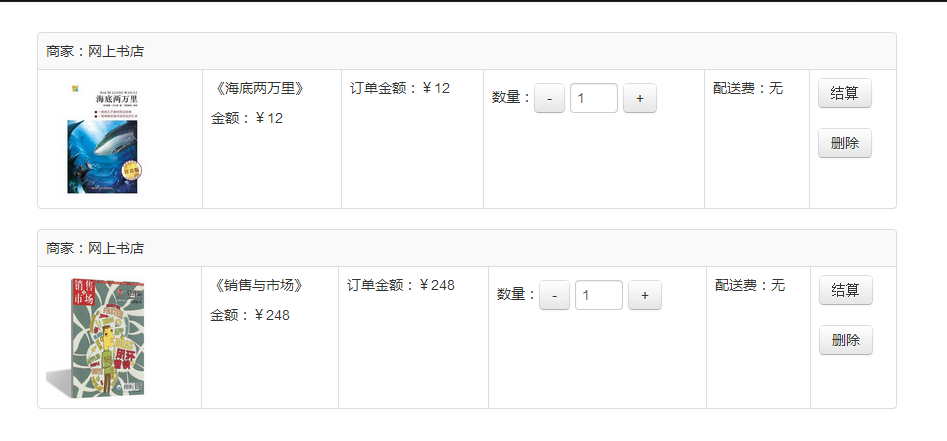 商家：网上书店
海底两万里
《海底两万里》
金额：￥12
订单金额：￥12
数量：
-
1
+
配送费：无
结算
删除
商家：网上书店
销售与市场
《销售与市场》
金额：￥248
订单金额：￥248
数量：
-
1
+
配送费：无
结算
删除